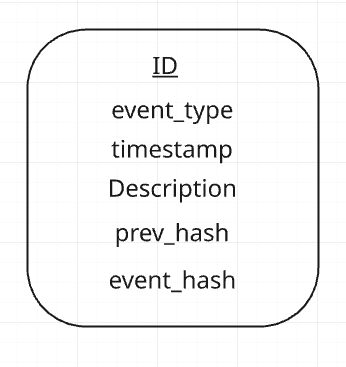 ID
event_type
timestamp
Description
prev_hash
event_hash